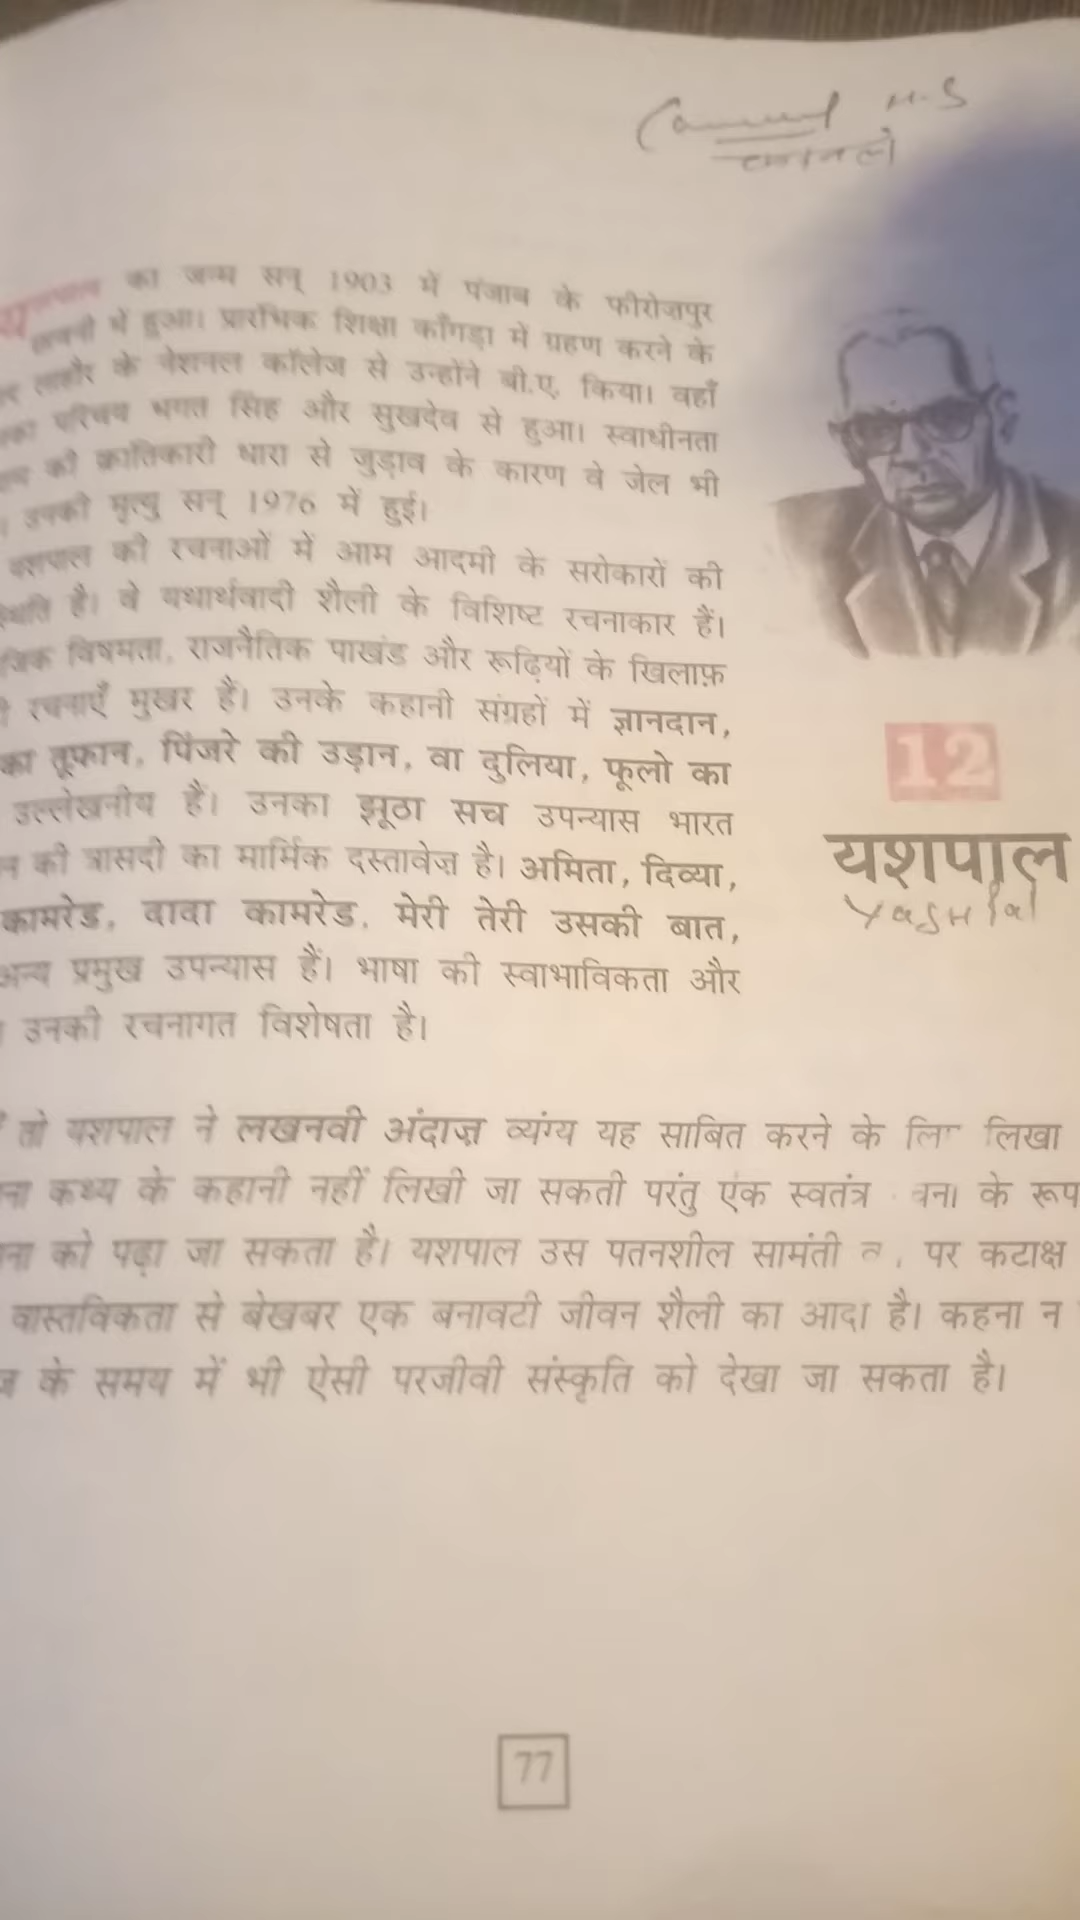 H.S
का जन्म सन् 1903 में पंजाब के फीरोज़पुर
छावनी में हुआ। प्रारंभिक शिक्षा काँगड़ा में ग्रहण करने के
लाहौर के नेशनल कॉलेज से उन्होंने बी.ए. किया। वहाँ
परिचय भगत सिंह और सुखदेव से हुआ। स्वाधीनता
की क्रांतिकारी धारा से जुड़ाव के कारण वे जेल भी
उनकी मृत्यु सन् 1976 में हुई।
यशपाल की रचनाओं में आम आदमी के सरोकारों की
है। वे यथार्थवादी शैली के विशिष्ट रचनाकार हैं।
विषमता, राजनैतिक पाखंड और रूढ़ियों के खिलाफ़
रचनाएँ मुखर हैं। उनके कहानी संग्रहों में ज्ञानदान,
का तूफ़ान, पिंजरे की उड़ान, वा दुलिया, फूलो का
उल्लेखनीय हैं। उनका झूठा सच उपन्यास भारत
की त्रासदी का मार्मिक दस्तावेज़ है। अमिता, दिव्या,
कामरेड, दादा कामरेड, मेरी तेरी उसकी बात,
अन्य प्रमुख उपन्यास हैं। भाषा की स्वाभाविकता और
उनकी रचनागत विशेषता है।
12
यशपाल
Yashpal
तो यशपाल ने लखनवी अंदाज़ व्यंग्य यह साबित करने के लिखा
कथ्य के कहानी नहीं लिखी जा सकती परंतु एक स्वतंत्र के रूप
को पढ़ा जा सकता है। यशपाल उस पतनशील सामंती पर कटाक्ष
वास्तविकता से बेखबर एक बनावटी जीवन शैली का आदी है। कहना न
के समय में भी ऐसी परजीवी संस्कृति को देखा जा सकता है।
77